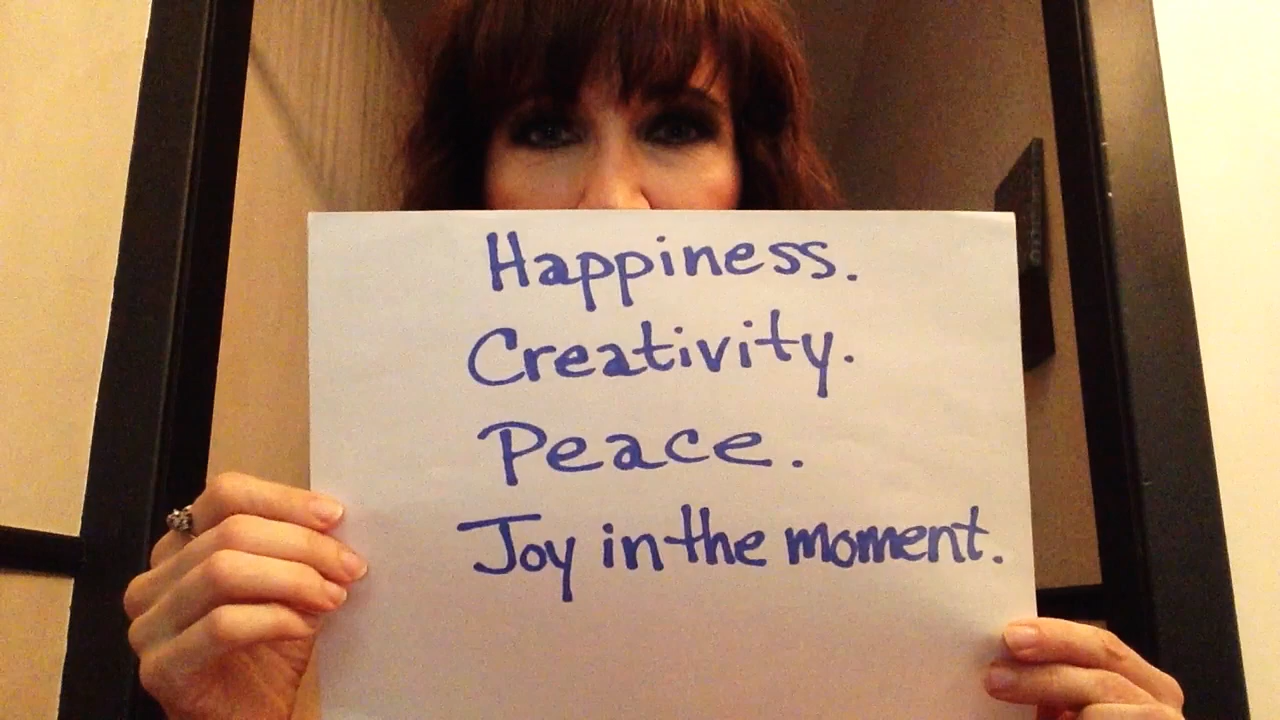 Happiness.
Creativity.
Peace.
Joy in the moment.